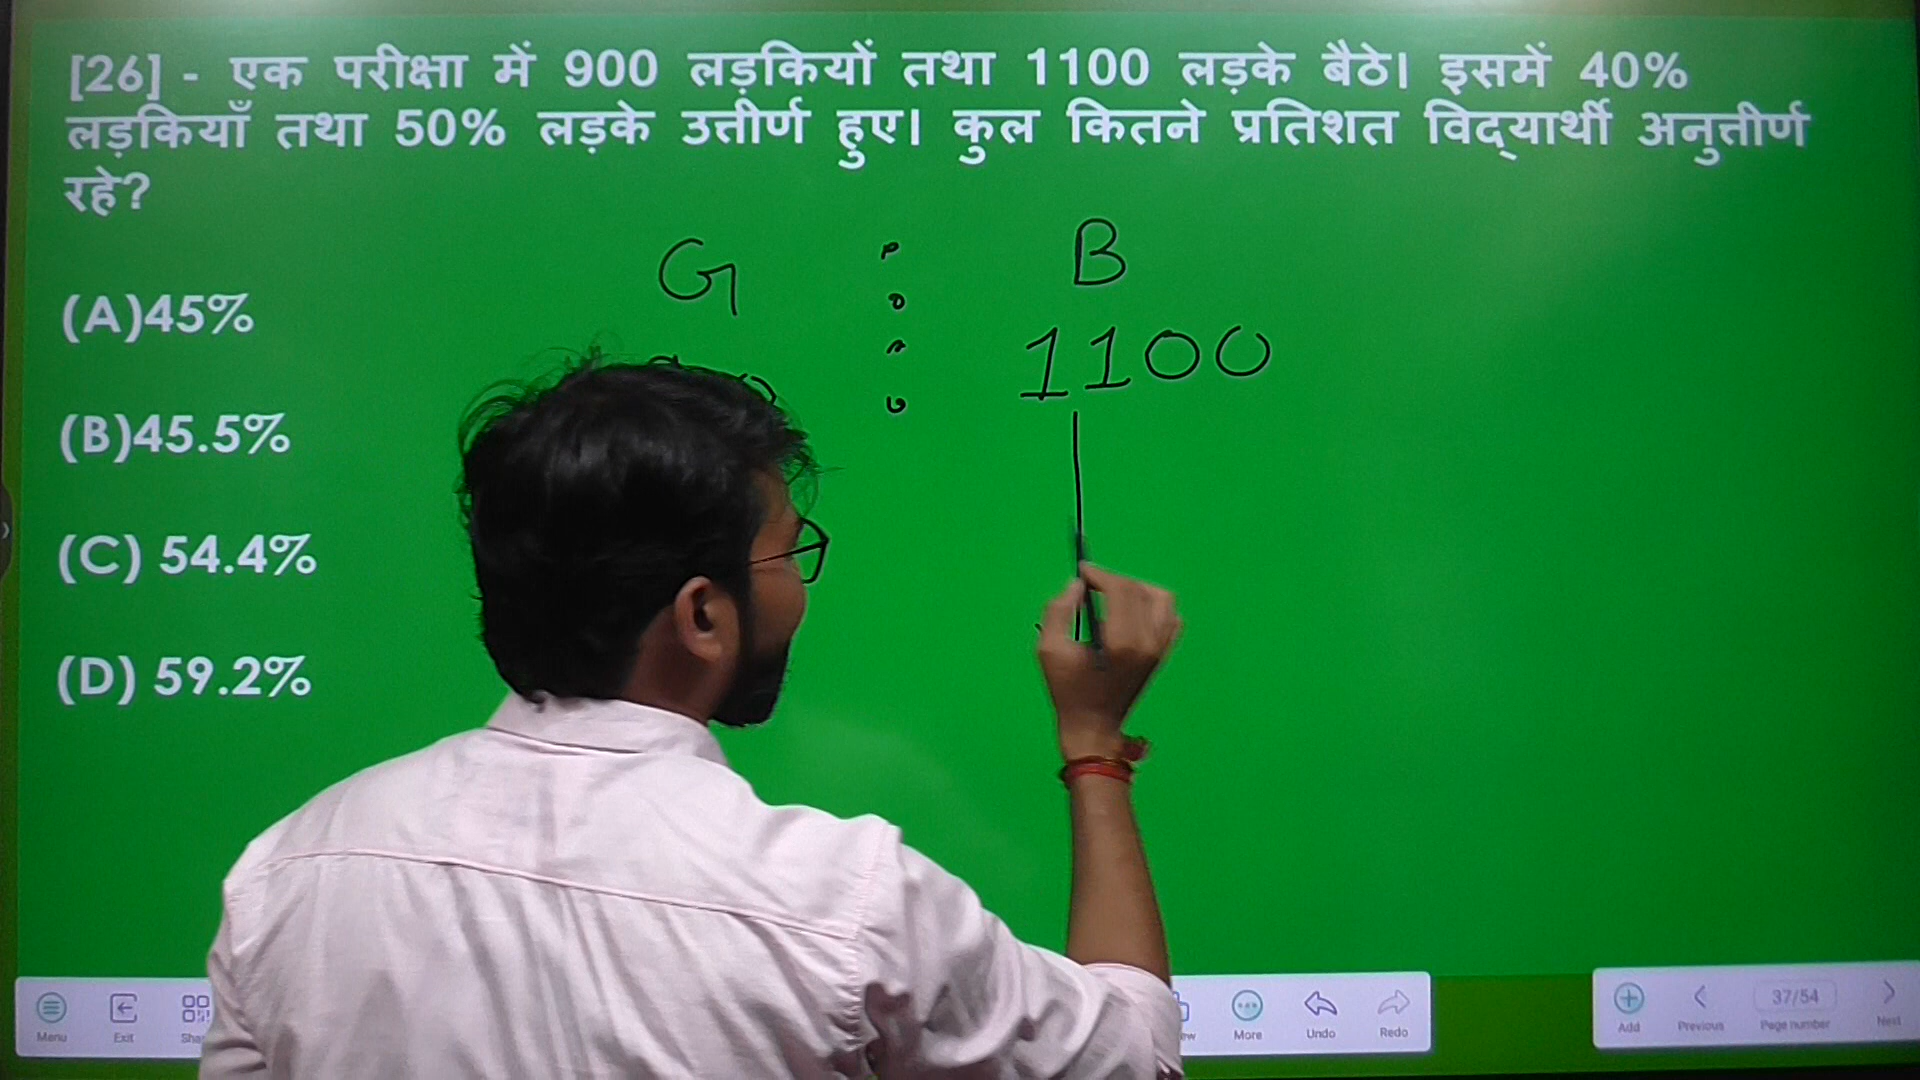 [26] - एक परीक्षा में 900 लड़कियों तथा 1100 लड़के बैठे। इसमें 40%
लड़कियाँ तथा 50% लड़के उत्तीर्ण हुए। कुल कितने प्रतिशत विद्यार्थी अनुत्तीर्ण
रहे?
G : B
: 1100
(A)45%
(B)45.5%
(C) 54.4%
(D) 59.2%
Menu Exit More Undo Redo Add Previous 37/54 Page number Next